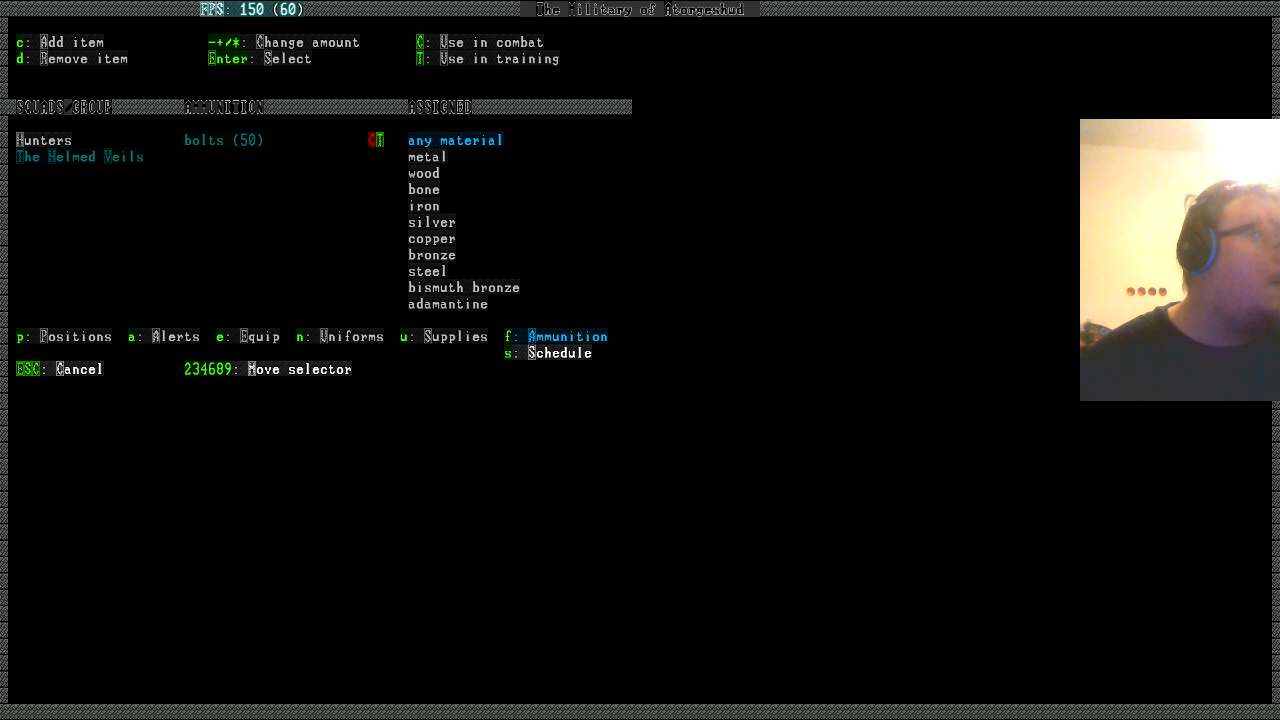 FPS: 150 (60)
The Military of Atorgeshud
c: Add item -+/*: Change amount C: Use in combat
d: Remove item Enter: Select T: Use in training
SQUADS/GROUP AMMUNITION ASSIGNED
Hunters bolts (50) CT any material
The Helmed Veils metal
wood
bone
iron
silver
copper
bronze
steel
bismuth bronze
adamantine
p: Positions a: Alerts e: Equip n: Uniforms u: Supplies f: Ammunition
s: Schedule
ESC: Cancel 234689: Move selector